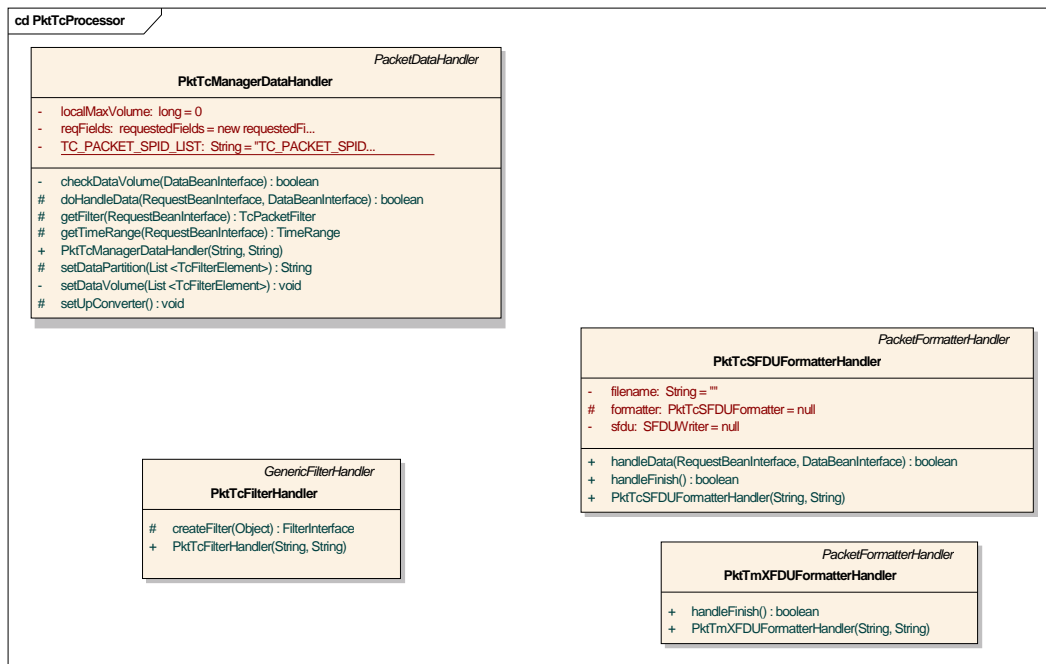 cd PktTcProcessor
PacketDataHandler
PktTcManagerDataHandler
- localMaxVolume: long = 0
- reqFields: requestedFields = new requestedFi...
- TC_PACKET_SPID_LIST: String = "TC_PACKET_SPID...
- checkDataVolume(DataBeanInterface) : boolean
# doHandleData(RequestBeanInterface, DataBeanInterface) : boolean
# getFilter(RequestBeanInterface) : TcPacketFilter
# getTimeRange(RequestBeanInterface) : TimeRange
+ PktTcManagerDataHandler(String, String)
# setDataPartition(List <TcFilterElement>) : String
- setDataVolume(List <TcFilterElement>) : void
# setUpConverter() : void
PacketFormatterHandler
PktTcSFDUFormatterHandler
- filename: String = ""
# formatter: PktTcSFDUFormatter = null
- sfdu: SFDUWriter = null
+ handleData(RequestBeanInterface, DataBeanInterface) : boolean
+ handleFinish() : boolean
+ PktTcSFDUFormatterHandler(String, String)
GenericFilterHandler
PktTcFilterHandler
# createFilter(Object) : FilterInterface
+ PktTcFilterHandler(String, String)
PacketFormatterHandler
PktTmXFDUFormatterHandler
+ handleFinish() : boolean
+ PktTmXFDUFormatterHandler(String, String)